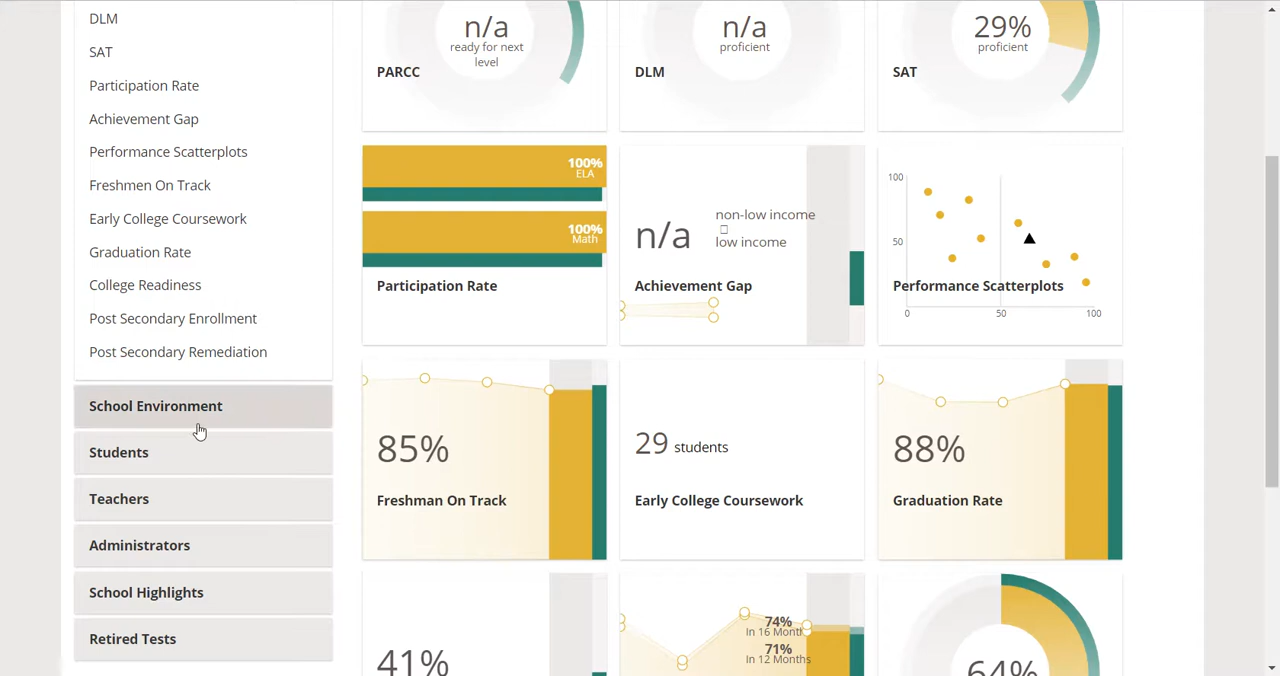 DLM
SAT
Participation Rate
Achievement Gap
Performance Scatterplots
Freshmen On Track
Early College Coursework
Graduation Rate
College Readiness
Post Secondary Enrollment
Post Secondary Remediation
School Environment
Students
Teachers
Administrators
School Highlights
Retired Tests
n/a
ready for next
level
PARCC
n/a
proficient
DLM
29%
proficient
SAT
100%
ELA
100%
Math
Participation Rate
n/a
non-low income
low income
Achievement Gap
100
50
0
50
100
Performance Scatterplots
85%
Freshman On Track
29 students
Early College Coursework
88%
Graduation Rate
41%
74%
In 16 Month
71%
In 12 Months
64%